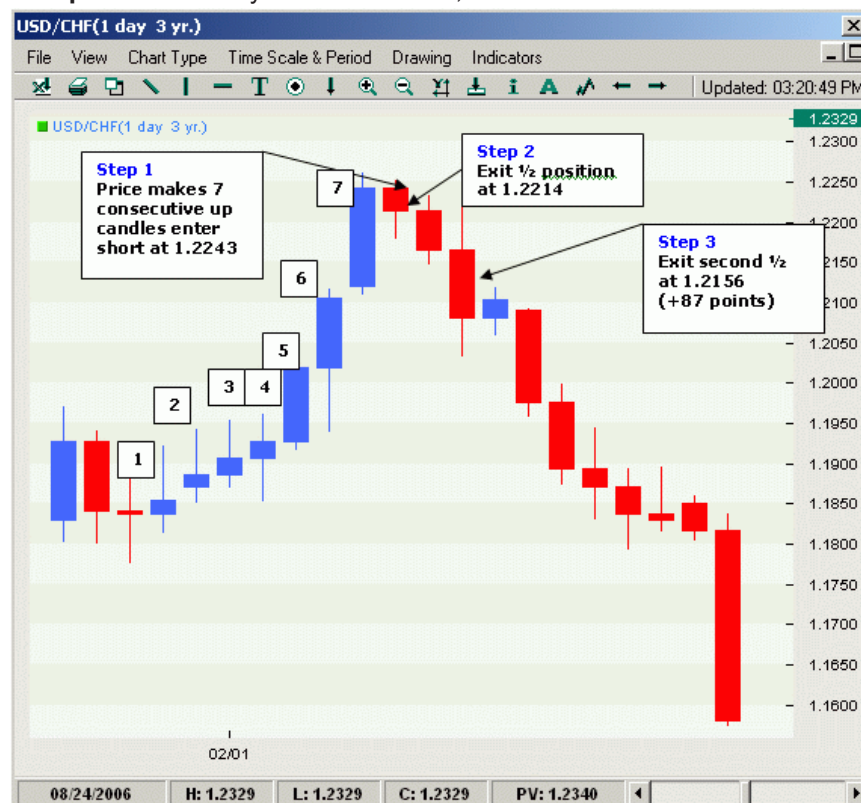 USD/CHF(1 day 3 yr.)
File View Chart Type Time Scale & Period Drawing Indicators
T i A Updated: 03:20:49 PM
USD/CHF(1 day 3 yr.)
Step 1
Price makes 7
consecutive up
candles enter
short at 1.2243
Step 2
Exit ½ position
at 1.2214
Step 3
Exit second ½
at 1.2156
(+87 points)
7
6
5
4
3
2
1
1.2329
1.2300
1.2250
1.2200
1.2150
1.2100
1.2050
1.2000
1.1950
1.1900
1.1850
1.1800
1.1750
1.1700
1.1650
1.1600
02/01
08/24/2006 H: 1.2329 L: 1.2329 C: 1.2329 PV: 1.2340